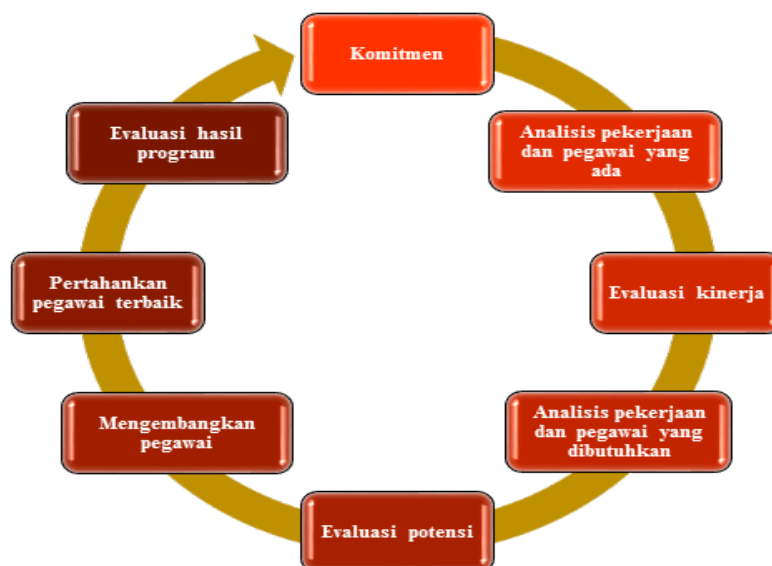 Komitmen
Analisis pekerjaan
dan pegawai yang
ada
Evaluasi kinerja
Analisis pekerjaan
dan pegawai yang
dibutuhkan
Evaluasi potensi
Mengembangkan
pegawai
Pertahankan
pegawai terbaik
Evaluasi hasil
program